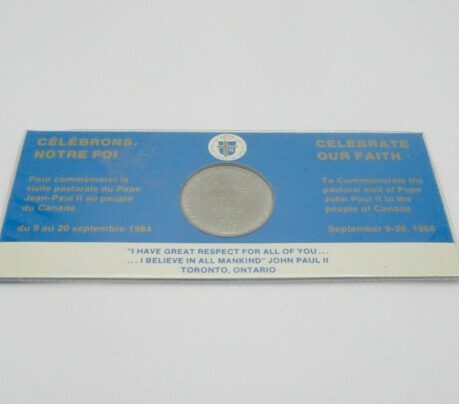 CÉLÉBRONS
NOTRE FOI
Pour commémorer la
visite pastorale du Pape
Jean-Paul II au peuple
du Canada
du 9 au 20 septembre 1984
CELEBRATE
OUR FAITH
To Commemorate the
pastoral visit of Pope
John Paul II to the
people of Canada
September 9-20, 1984
"I HAVE GREAT RESPECT FOR ALL OF YOU...
... I BELIEVE IN ALL MANKIND" JOHN PAUL II
TORONTO, ONTARIO